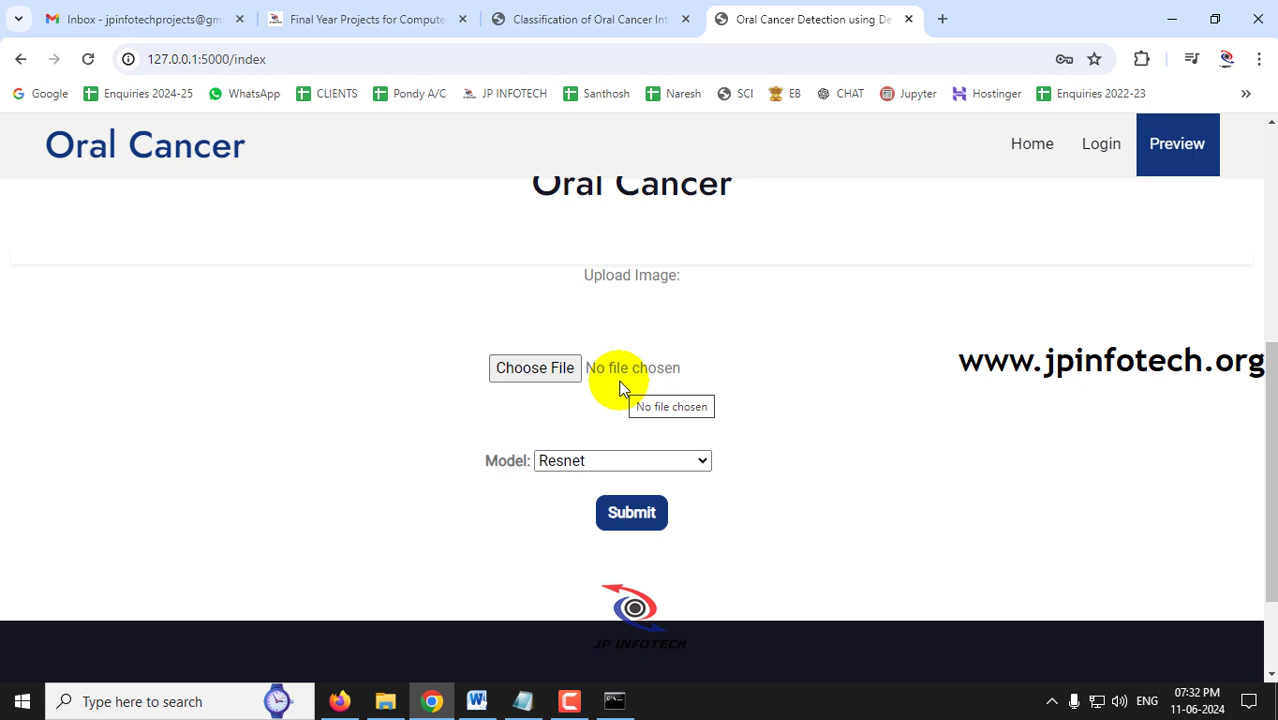 Inbox - jpinfotechprojects@gm
Final Year Projects for Compute
Classification of Oral Cancer Int
Oral Cancer Detection using De
127.0.0.1:5000/index
Google
Enquiries 2024-25
WhatsApp
CLIENTS
Pondy A/C
JP INFOTECH
Santhosh
Naresh
SCI
EB
CHAT
Jupyter
Hostinger
Enquiries 2022-23
Oral Cancer
Home
Login
Preview
Oral Cancer
Upload Image:
www.jpinfotech.org
Choose File
No file chosen
No file chosen
Model:
Resnet
Submit
JP INFOTECH
Type here to search
ENG
07:32 PM
11-06-2024